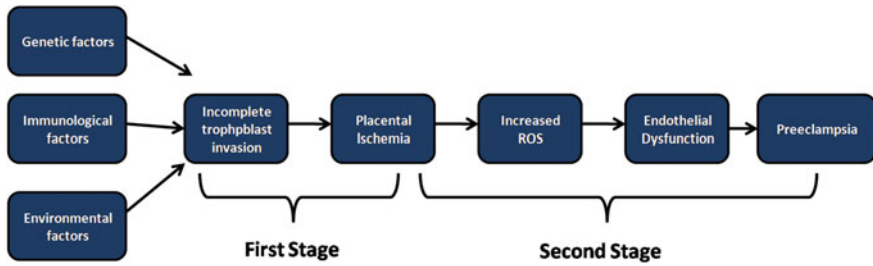 Genetic factors
Immunological
factors
Environmental
factors
Incomplete
trophpblast
invasion
Placental
Ischemia
Increased
ROS
Endothelial
Dysfunction
Preeclampsia
First Stage
Second Stage